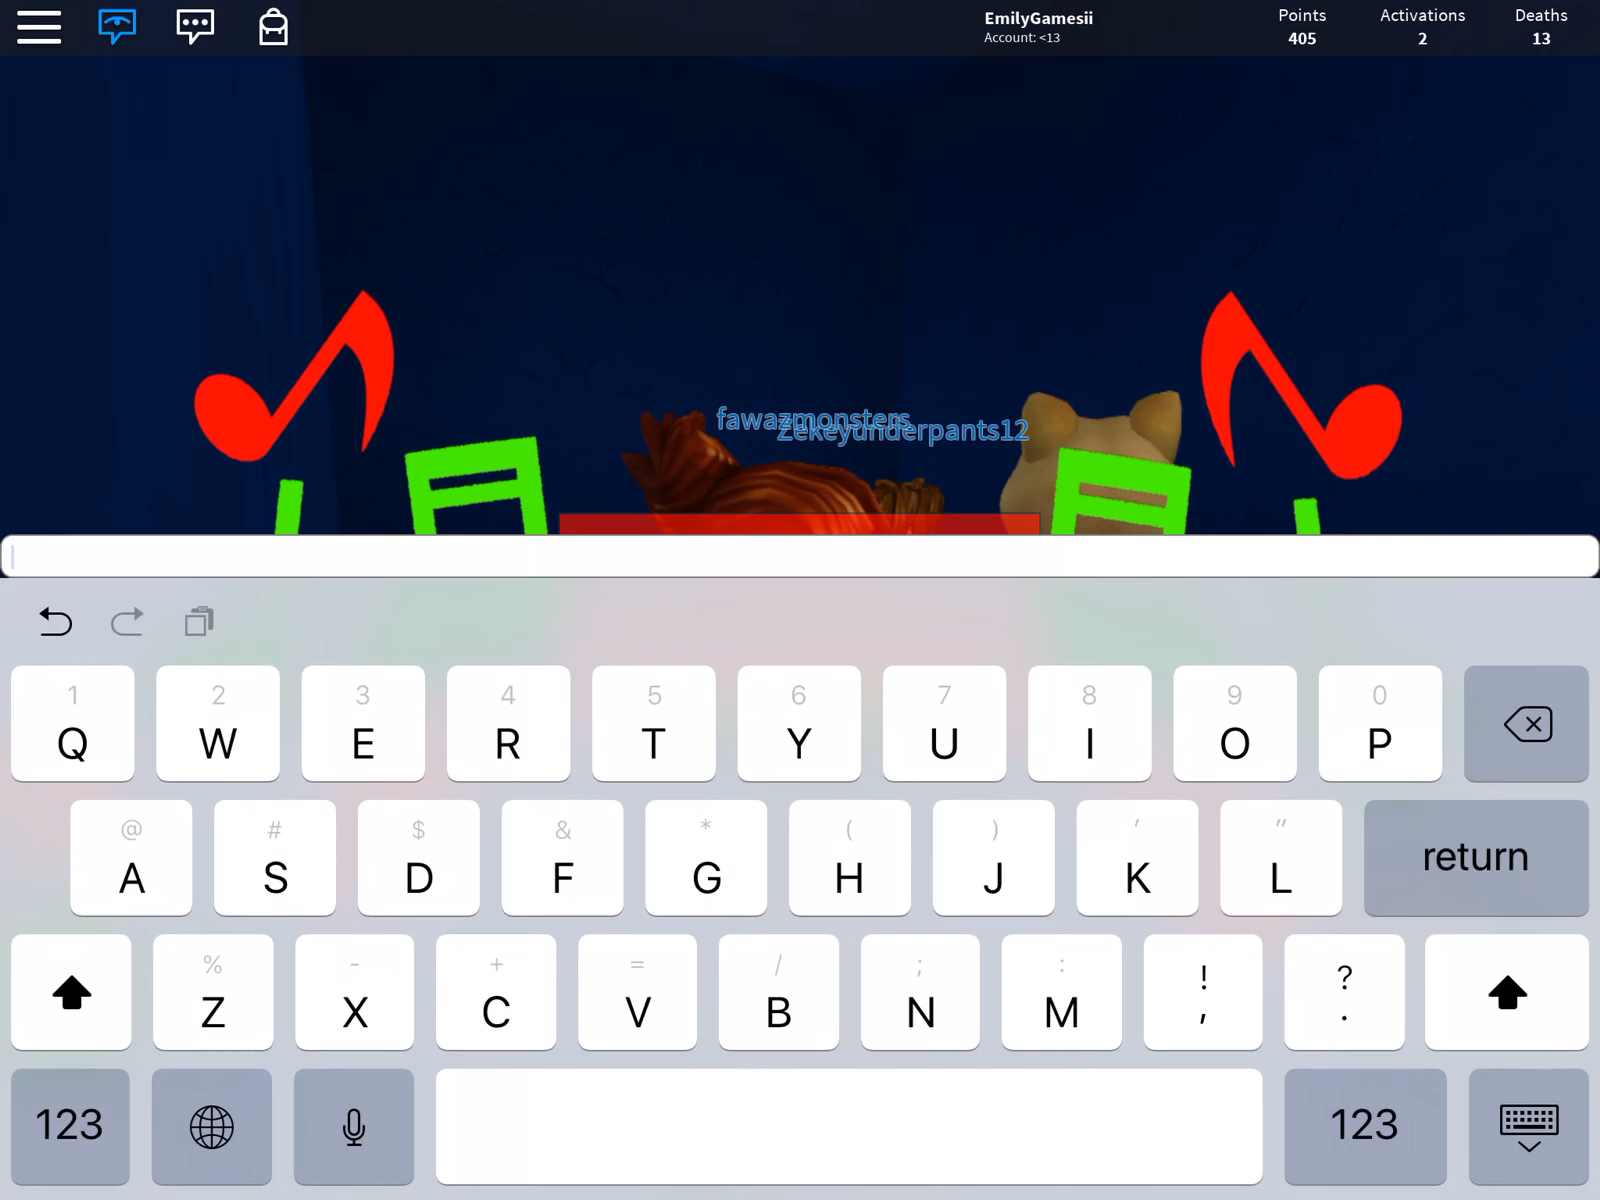 EmilyGamesii
Account: <13
Points
405
Activations
2
Deaths
13
fawazmonsters
Zekeyunderpants12
1 2 3 4 5 6 7 8 9 0
Q W E R T Y U I O P
@ # $ & * ( ) ' "
A S D F G H J K L return
% - + = / ; : ! ?
Z X C V B N M , .
123 123